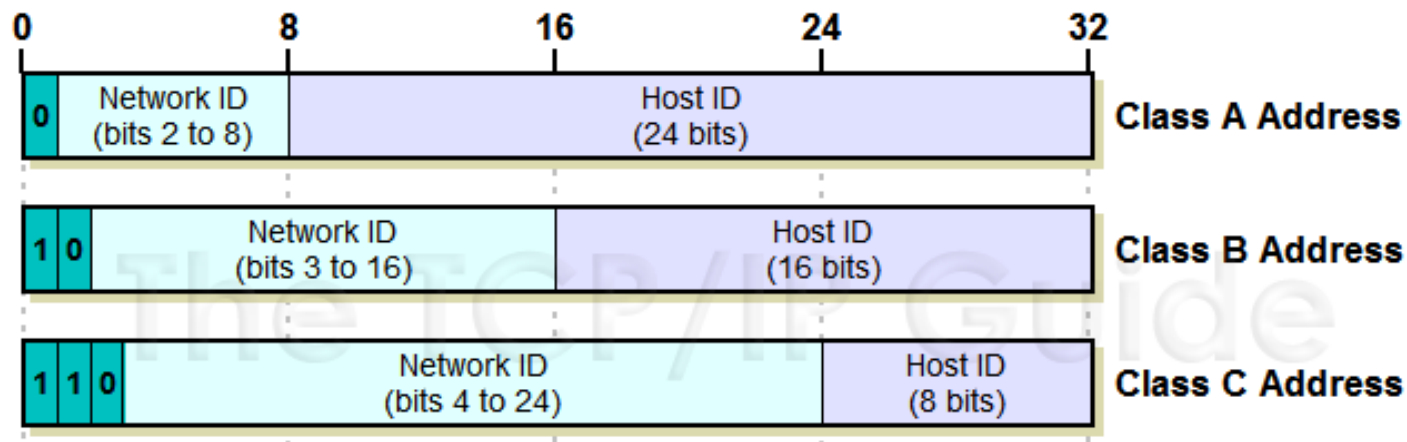 0 8 16 24 32
0 Network ID Host ID Class A Address
(bits 2 to 8) (24 bits)
1 0 Network ID Host ID Class B Address
(bits 3 to 16) (16 bits)
The TCP/IP Guide
1 1 0 Network ID Host ID Class C Address
(bits 4 to 24) (8 bits)